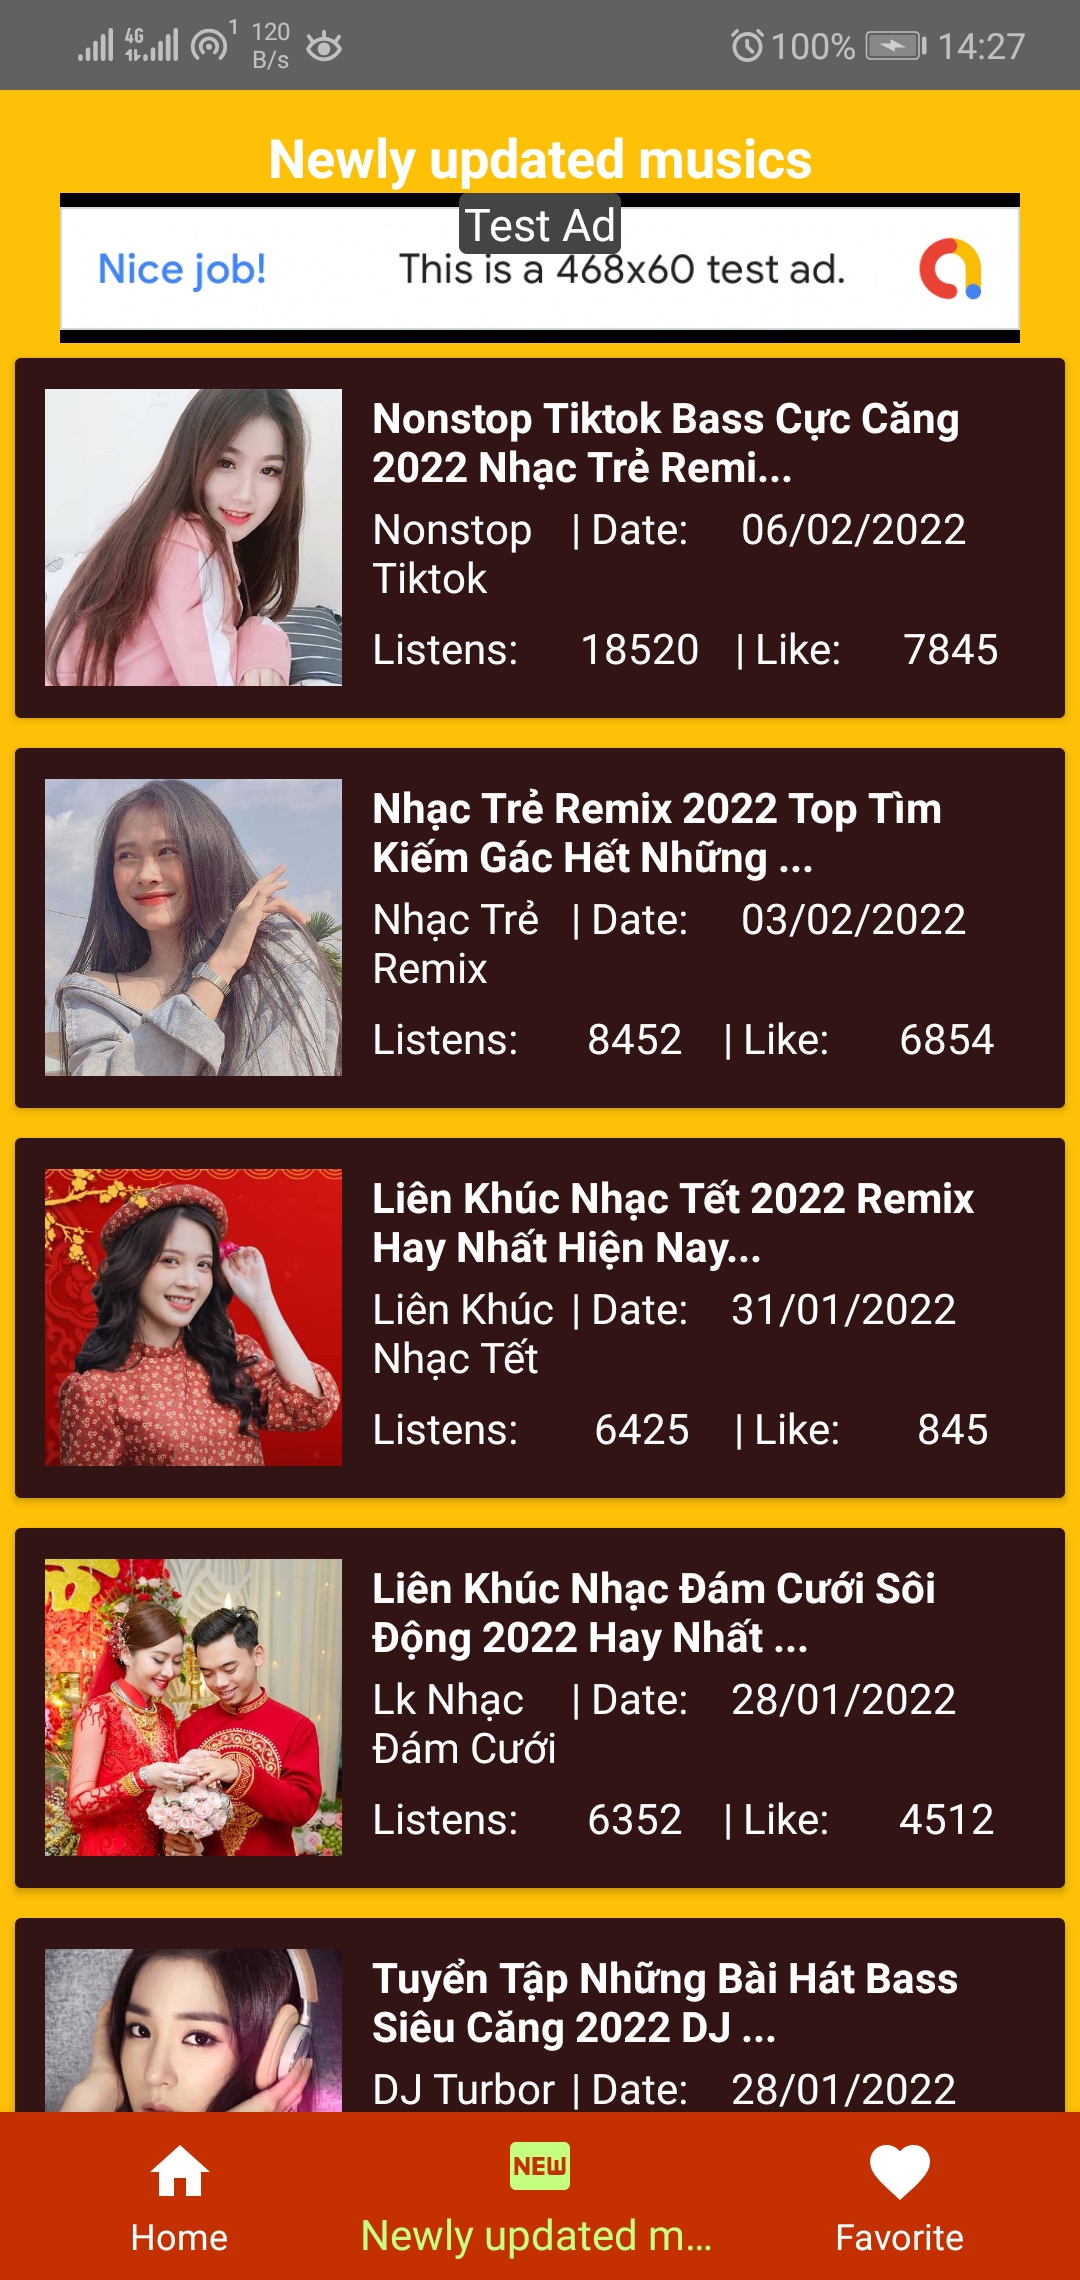 4G 1 120 B/s 100% 14:27
Newly updated musics
Test Ad
Nice job! This is a 468x60 test ad.
Nonstop Tiktok Bass Cực Căng
2022 Nhạc Trẻ Remi...
Nonstop | Date: 06/02/2022
Tiktok
Listens: 18520 | Like: 7845
Nhạc Trẻ Remix 2022 Top Tìm
Kiếm Gác Hết Những ...
Nhạc Trẻ | Date: 03/02/2022
Remix
Listens: 8452 | Like: 6854
Liên Khúc Nhạc Tết 2022 Remix
Hay Nhất Hiện Nay...
Liên Khúc | Date: 31/01/2022
Nhạc Tết
Listens: 6425 | Like: 845
Liên Khúc Nhạc Đám Cưới Sôi
Động 2022 Hay Nhất ...
Lk Nhạc | Date: 28/01/2022
Đám Cưới
Listens: 6352 | Like: 4512
Tuyển Tập Những Bài Hát Bass
Siêu Căng 2022 DJ ...
DJ Turbor | Date: 28/01/2022
NEW
Home Newly updated m... Favorite